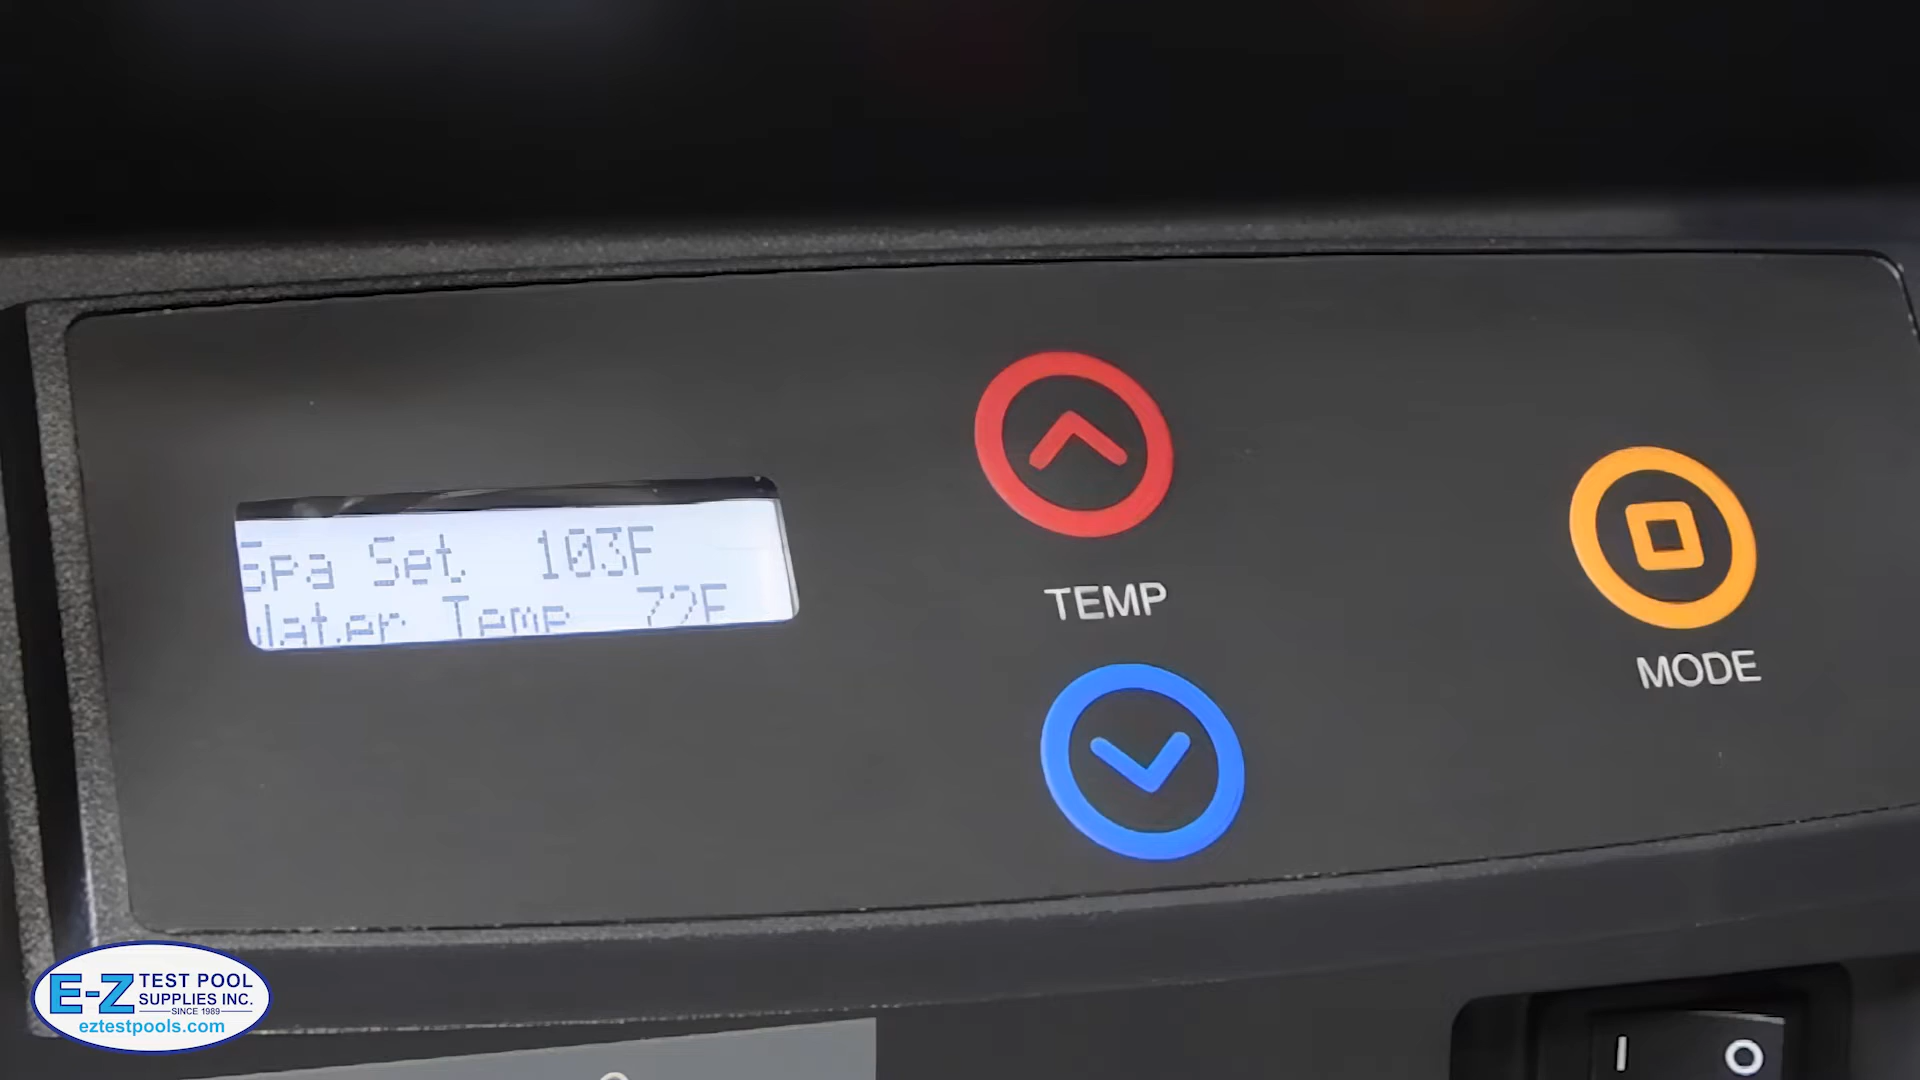 Spa Set 103F
Water Temp 72F
TEMP
MODE
E-Z TEST POOL
SUPPLIES INC.
SINCE 1989
eztestpools.com
I O